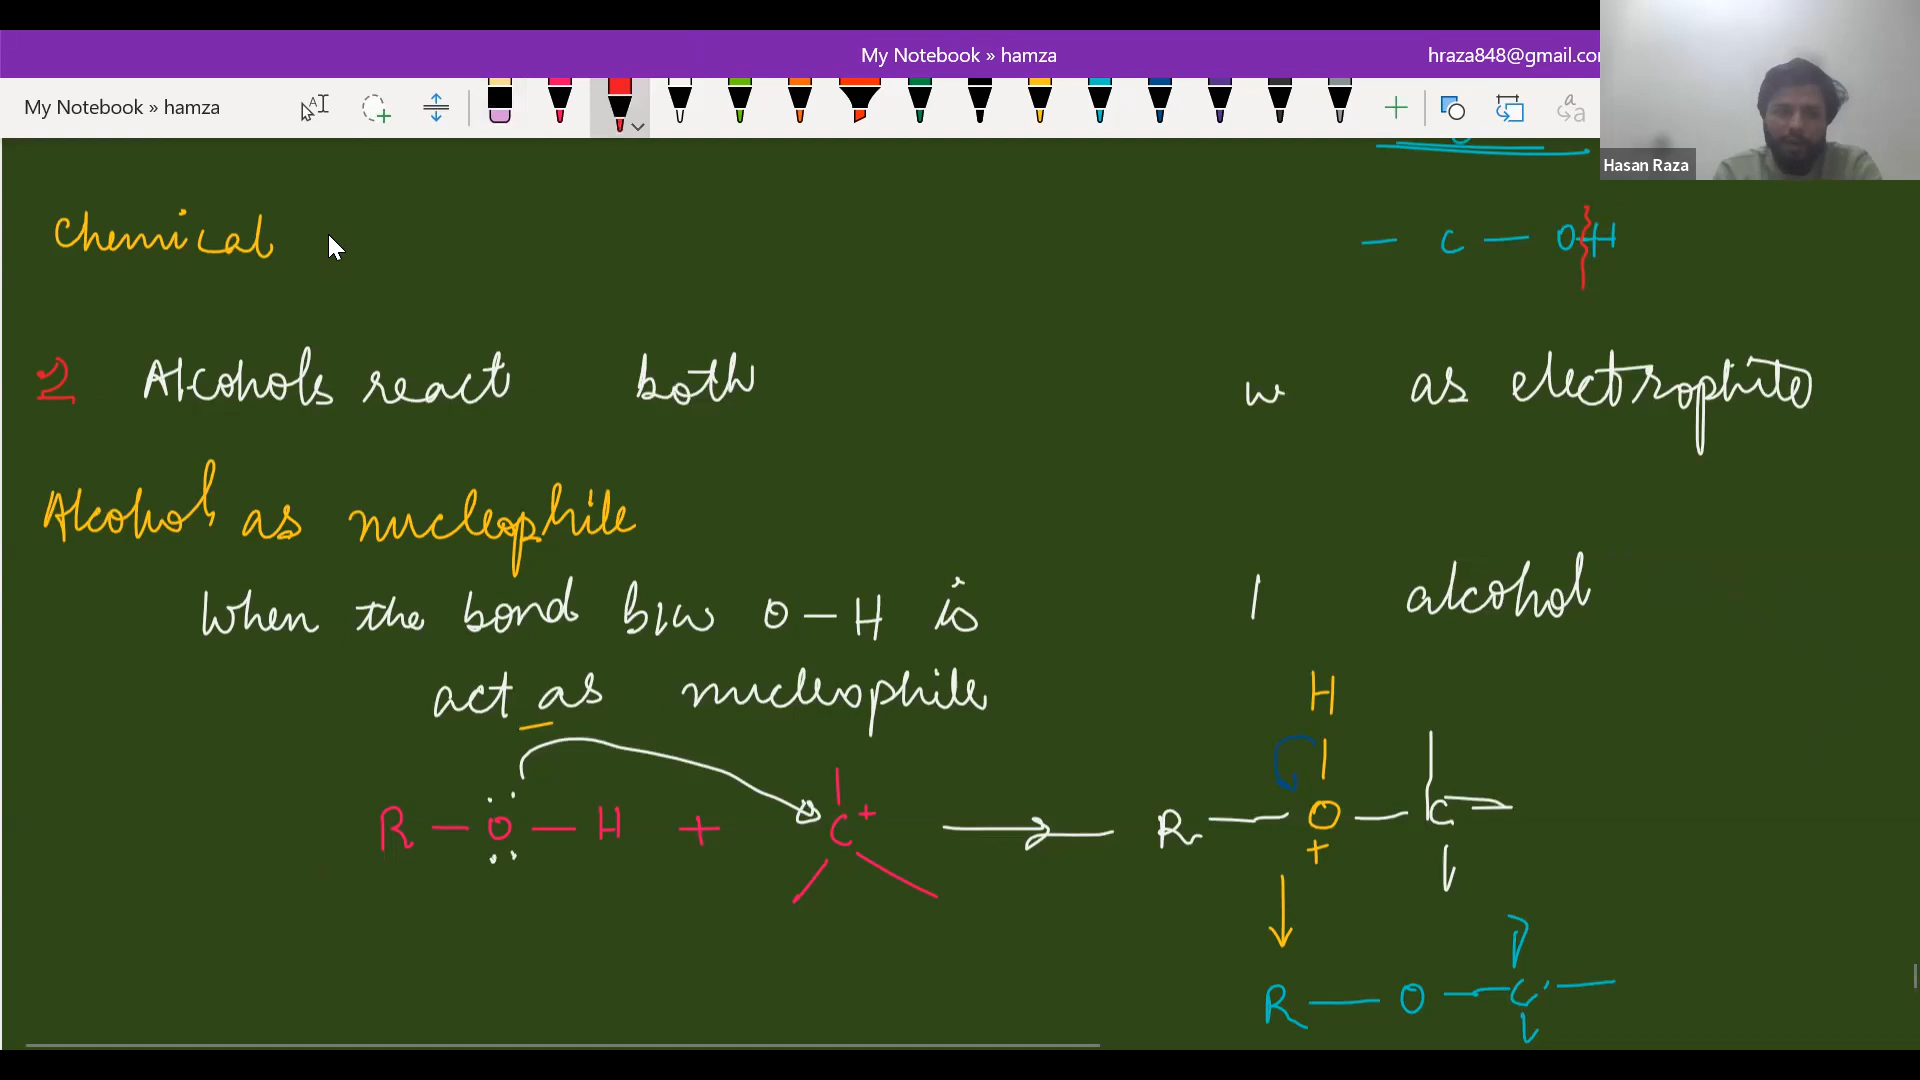 My Notebook » hamza
hraza848@gmail.co
My Notebook » hamza
Hasan Raza
Chemical
– C – OH
2 Alcohols react both w as electrophile
Alcohol as nucleophile
When the bond b/w O – H is alcohol
act as nucleophile
H
R – O – H + C+ → R – O – C
+
R – O – C –